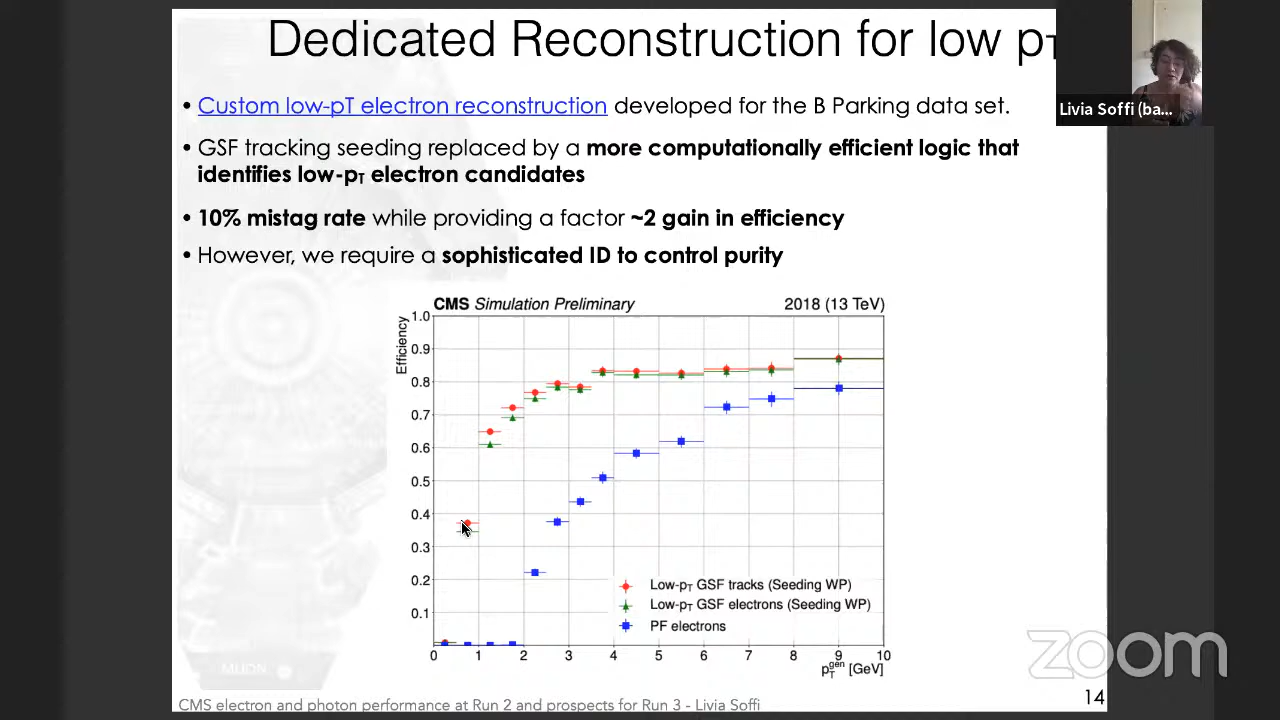 Dedicated Reconstruction for low pT
Livia Soffi (ba...
• Custom low-pT electron reconstruction developed for the B Parking data set.
• GSF tracking seeding replaced by a more computationally efficient logic that
identifies low-pT electron candidates
• 10% mistag rate while providing a factor ~2 gain in efficiency
• However, we require a sophisticated ID to control purity
CMS Simulation Preliminary 2018 (13 TeV)
Efficiency
1.0
0.9
0.8
0.7
0.6
0.5
0.4
0.3
0.2
0.1
Low-pT GSF tracks (Seeding WP)
Low-pT GSF electrons (Seeding WP)
PF electrons
0 1 2 3 4 5 6 7 8 9 10
pT gen [GeV]
MUON
zoom
14
CMS electron and photon performance at Run 2 and prospects for Run 3 - Livia Soffi